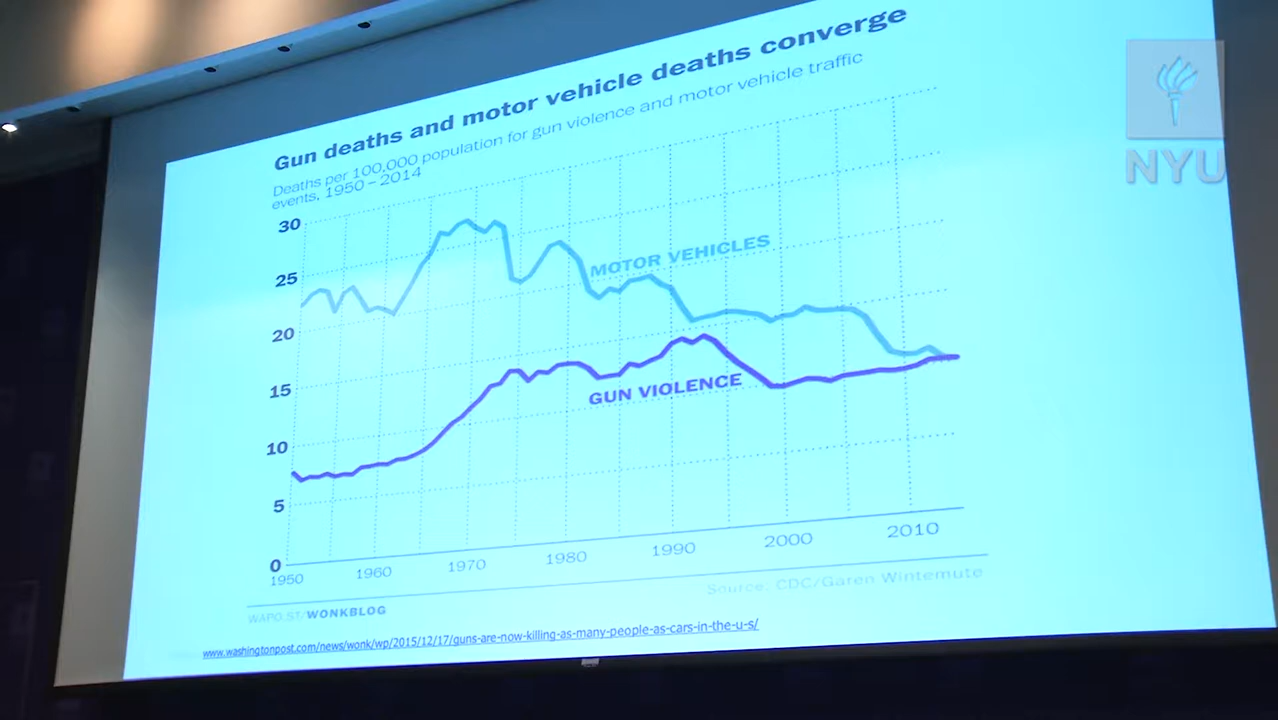 Gun deaths and motor vehicle deaths converge
Deaths per 100,000 population for gun violence and motor vehicle traffic
events, 1950 – 2014
30
25
20
15
10
5
0
MOTOR VEHICLES
GUN VIOLENCE
1950 1960 1970 1980 1990 2000 2010
WAPO.ST/WONKBLOG
Source: CDC/Garen Wintemute
www.washingtonpost.com/news/wonk/wp/2015/12/17/guns-are-now-killing-as-many-people-as-cars-in-the-u-s/
NYU